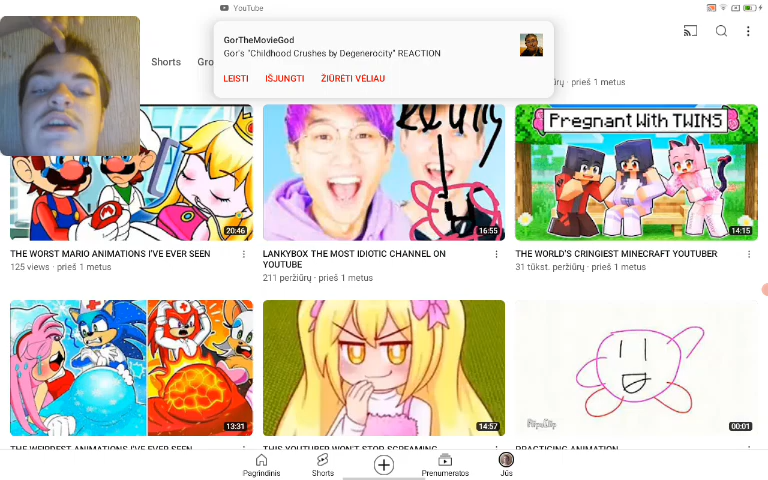 YouTube
GorTheMovieGod
Gor's "Childhood Crushes by Degenerocity" REACTION
LEISTI IŠJUNGTI ŽIŪRĖTI VĖLIAU
Shorts Gro
· prieš 1 metus
Pregnant With TWINS
20:46
16:55
14:15
THE WORST MARIO ANIMATIONS I'VE EVER SEEN
125 views · prieš 1 metus
LANKYBOX THE MOST IDIOTIC CHANNEL ON
YOUTUBE
211 peržiūrų · prieš 1 metus
THE WORLD'S CRINGIEST MINECRAFT YOUTUBER
31 tūkst. peržiūrų · prieš 1 metus
13:31
14:57
FlipaClip
00:01
THE WEIRDEST ANIMATIONS I'VE EVER SEEN
THIS YOUTUBER WON'T STOP SCREAMING
PRACTICING ANIMATION
Pagrindinis
Shorts
Prenumeratos
Jūs